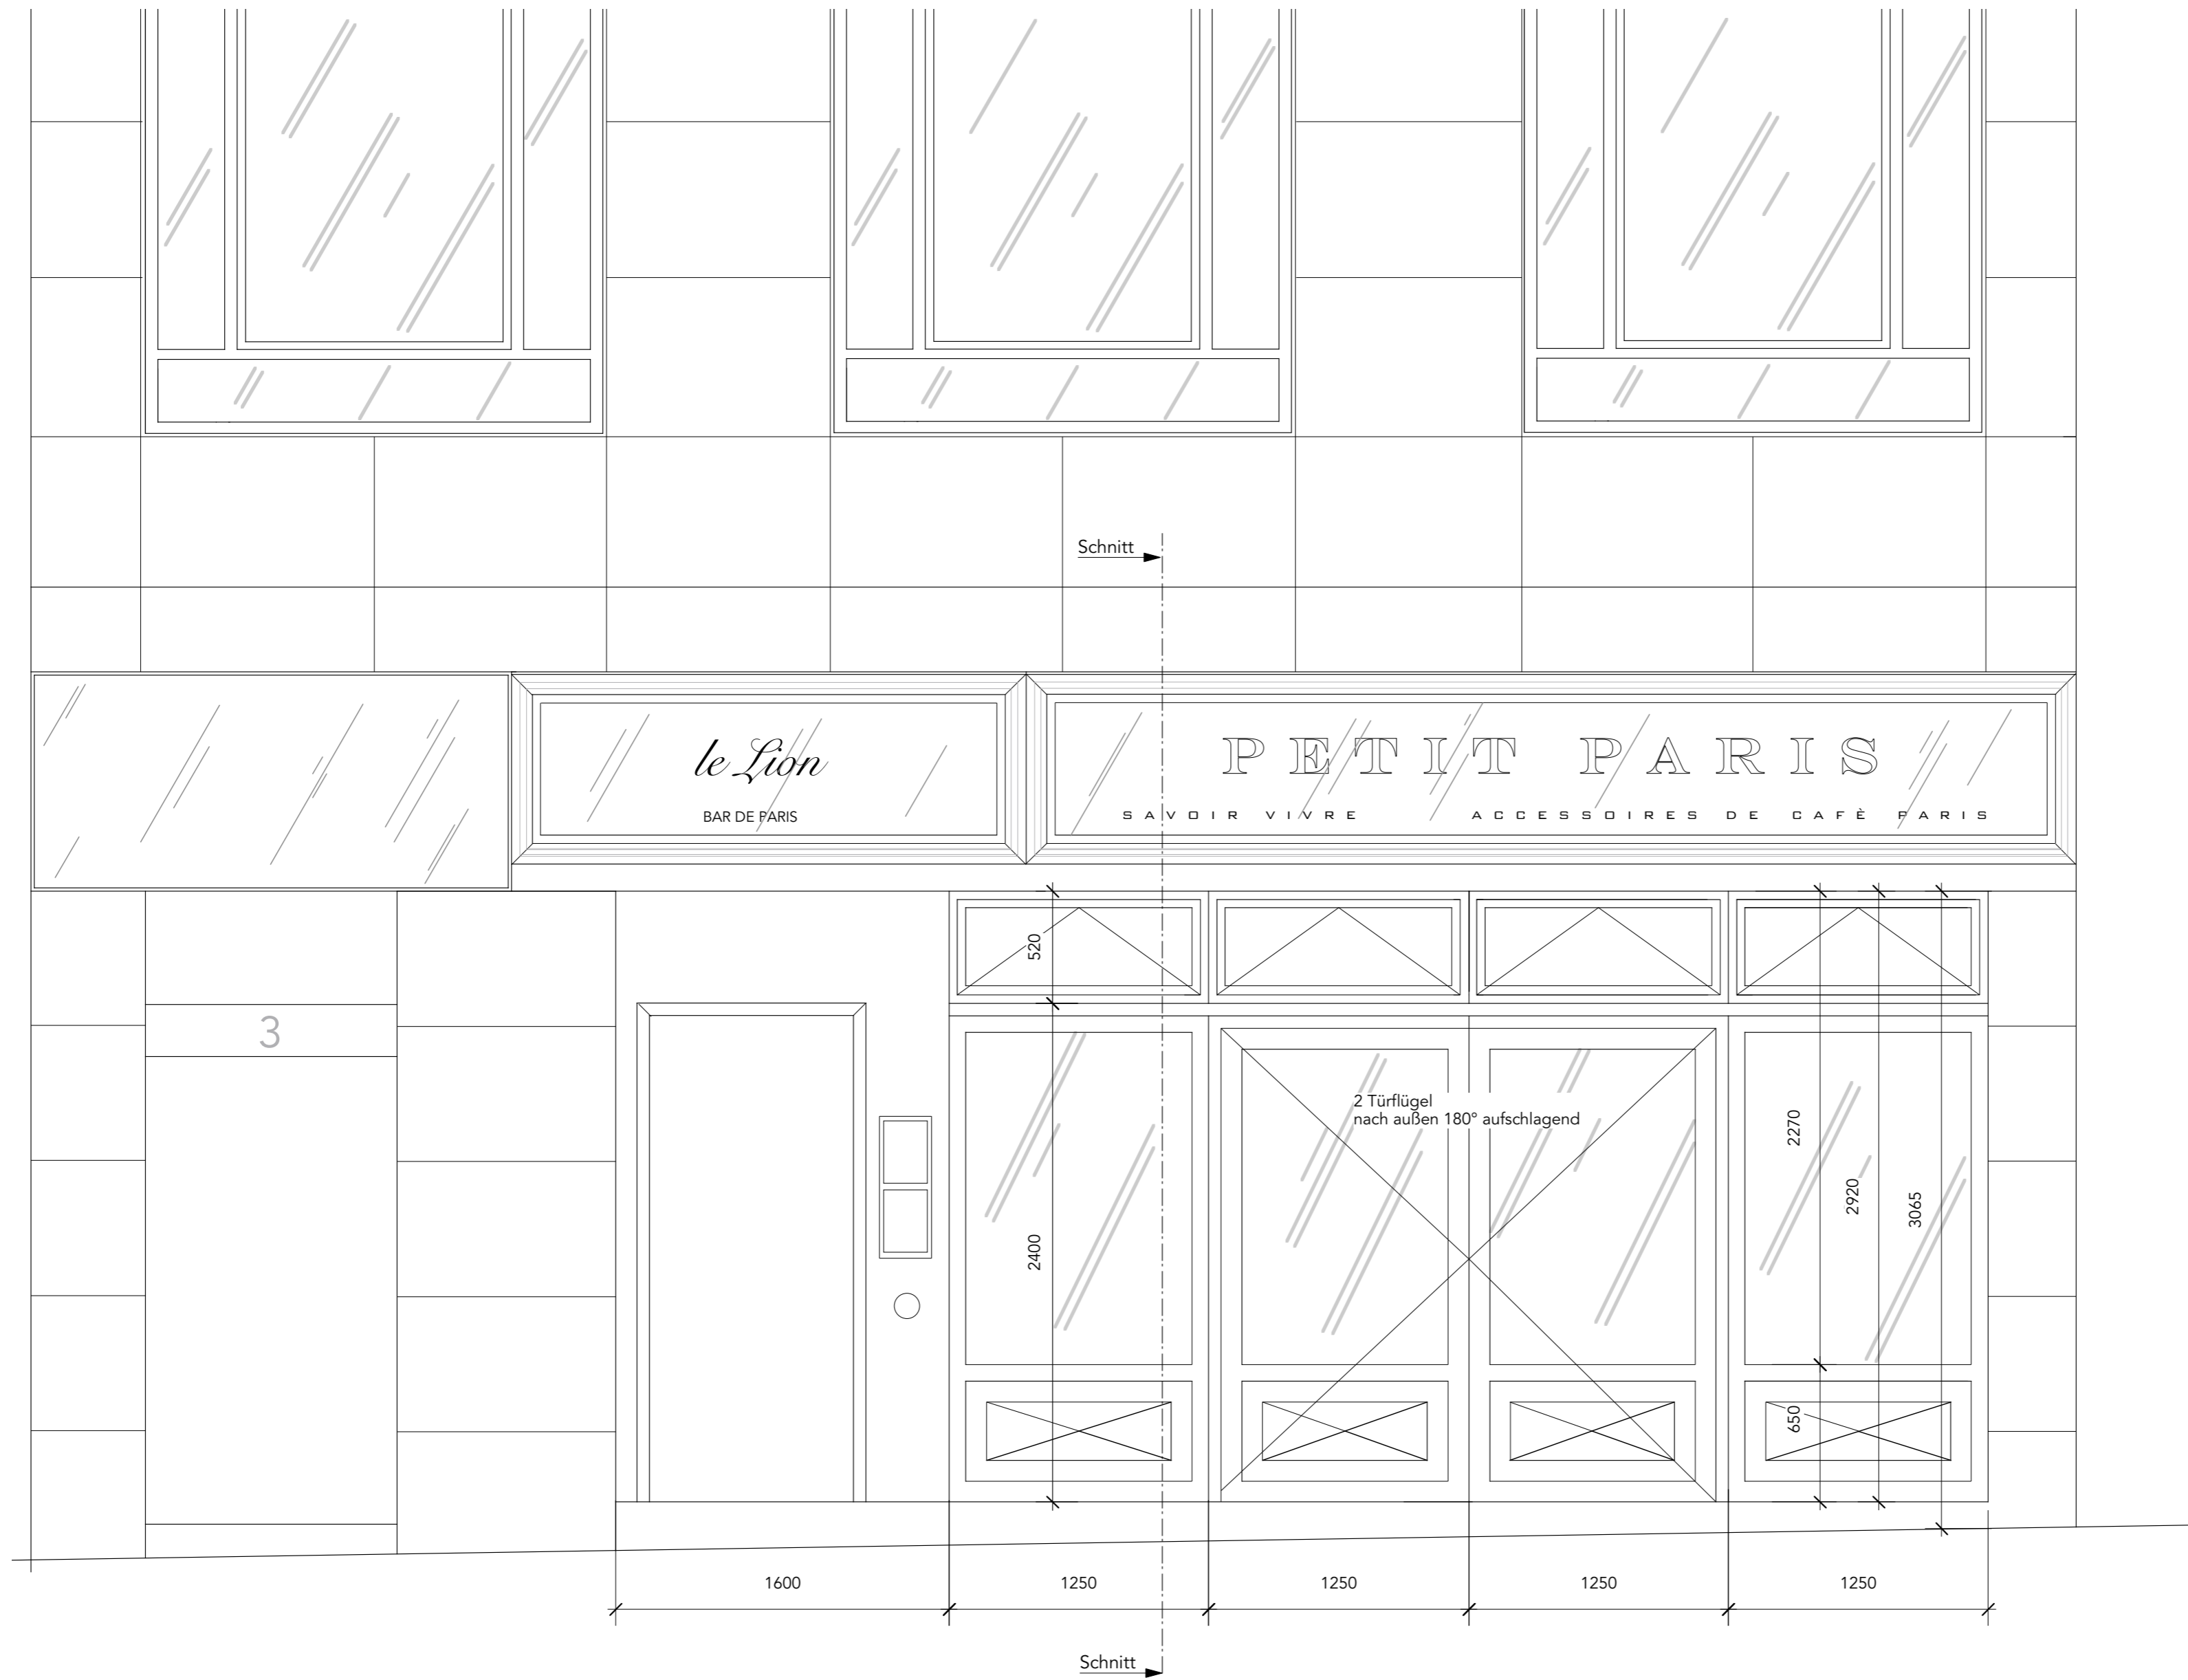 Schnitt
le Lion
BAR DE PARIS
PETIT PARIS
SAVOIR VIVRE ACCESSOIRES DE CAFÈ PARIS
520
3
2 Türflügel
nach außen 180° aufschlagend
2270
2920
3065
2400
650
1600 1250 1250 1250 1250
Schnitt